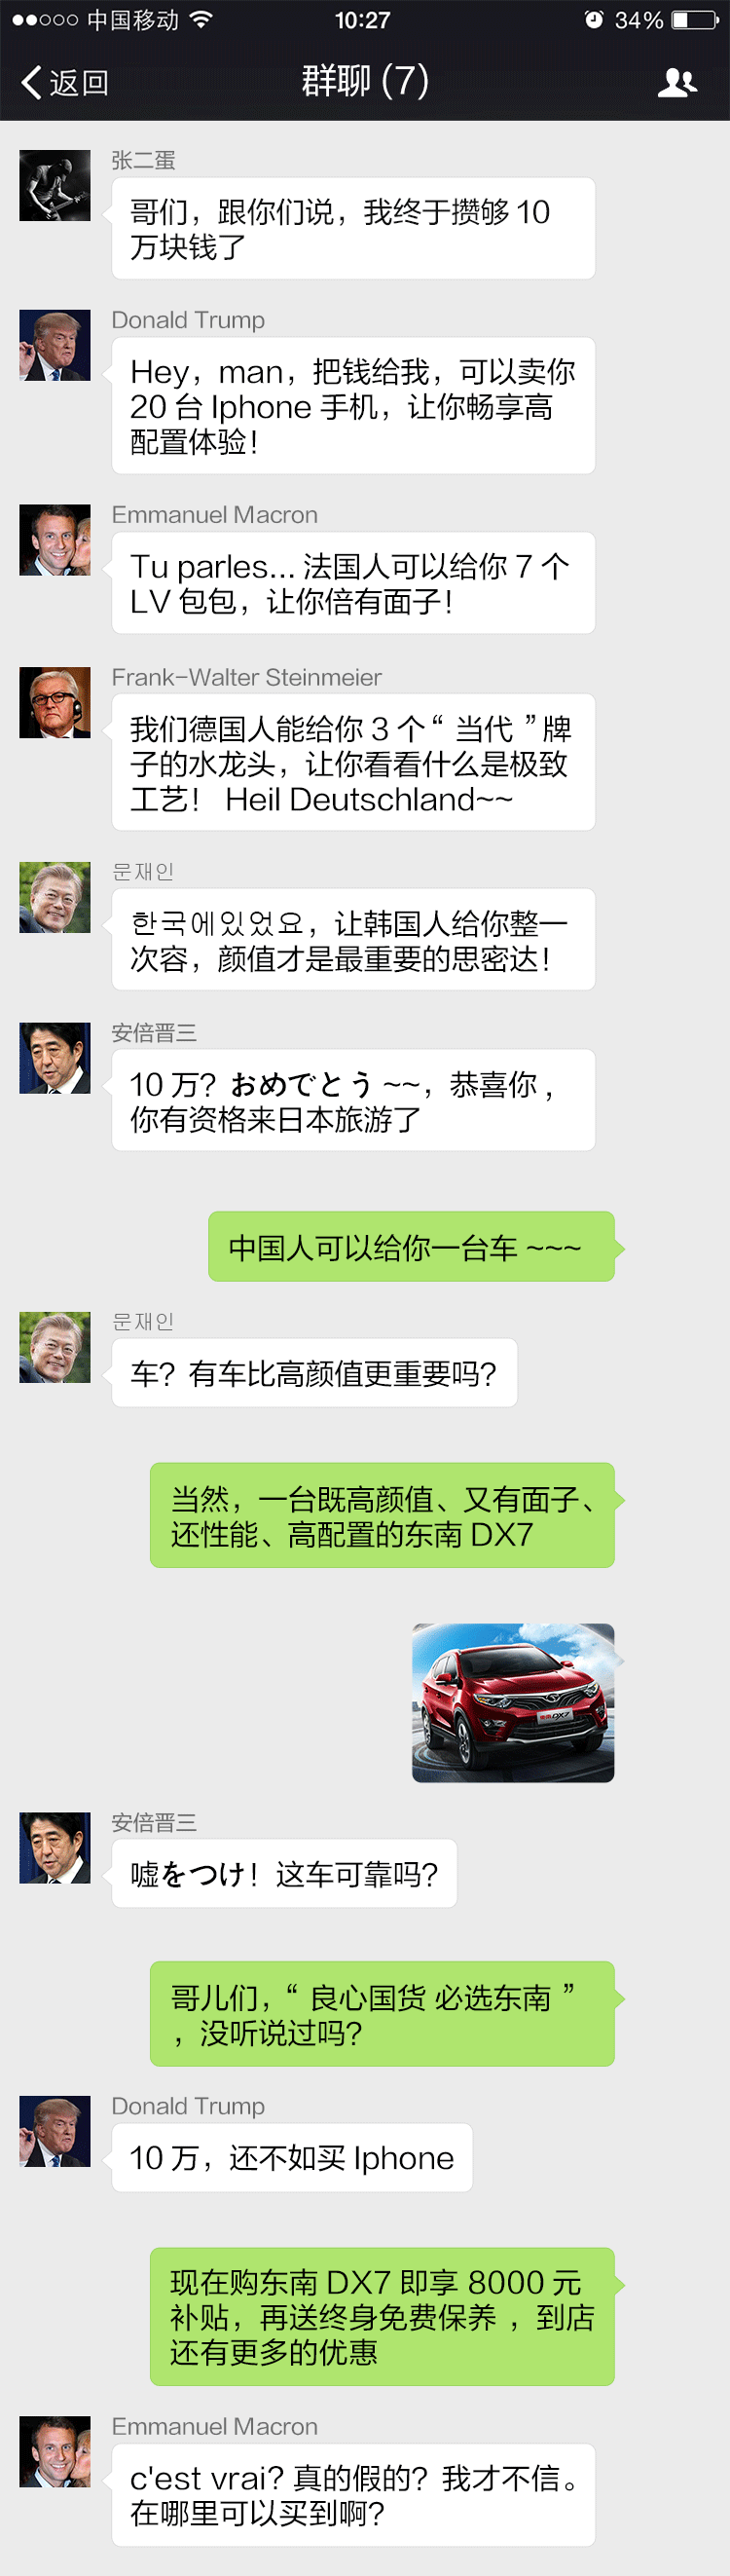 中国移动 10:27 34%
返回 群聊 (7)
张二蛋
哥们，跟你们说，我终于攒够 10
万块钱了
Donald Trump
Hey，man，把钱给我，可以卖你
20 台 Iphone 手机，让你畅享高
配置体验！
Emmanuel Macron
Tu parles... 法国人可以给你 7 个
LV 包包，让你倍有面子！
Frank-Walter Steinmeier
我们德国人能给你 3 个“ 当代 ”牌
子的水龙头，让你看看什么是极致
工艺！ Heil Deutschland~~
문재인
한국에있었요，让韩国人给你整一
次容，颜值才是最重要的思密达！
安倍晋三
10 万？おめでとう ~~，恭喜你，
你有资格来日本旅游了
中国人可以给你一台车 ~~~
문재인
车？有车比高颜值更重要吗？
当然，一台既高颜值、又有面子、
还性能、高配置的东南 DX7
东南DX7
安倍晋三
嘘をつけ！这车可靠吗？
哥儿们，“ 良心国货 必选东南 ”
，没听说过吗？
Donald Trump
10 万，还不如买 Iphone
现在购东南 DX7 即享 8000 元
补贴，再送终身免费保养 ，到店
还有更多的优惠
Emmanuel Macron
c'est vrai? 真的假的？我才不信。
在哪里可以买到啊？